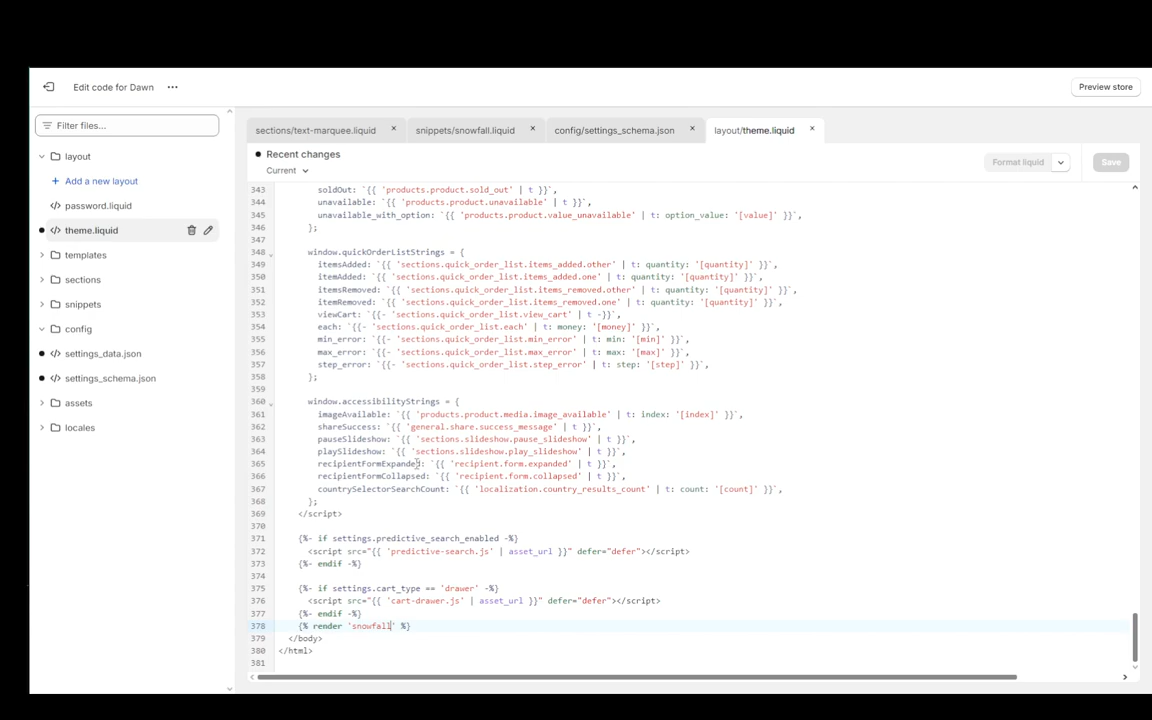 Edit code for Dawn
Preview store
Filter files...
sections/text-marquee.liquid
snippets/snowfall.liquid
config/settings_schema.json
layout/theme.liquid
Recent changes
Current
Format liquid
Save
layout
Add a new layout
password.liquid
theme.liquid
templates
sections
snippets
config
settings_data.json
settings_schema.json
assets
locales
343 soldOut: `{{ 'products.product.sold_out' | t }}`,
344 unavailable: `{{ 'products.product.unavailable' | t }}`,
345 unavailable_with_option: `{{ 'products.product.value_unavailable' | t: option_value: '[value]' }}`,
346 };
347
348 window.quickOrderListStrings = {
349 itemsAdded: `{{ 'sections.quick_order_list.items_added.other' | t: quantity: '[quantity]' }}`,
350 itemAdded: `{{ 'sections.quick_order_list.items_added.one' | t: quantity: '[quantity]' }}`,
351 itemsRemoved: `{{ 'sections.quick_order_list.items_removed.other' | t: quantity: '[quantity]' }}`,
352 itemRemoved: `{{ 'sections.quick_order_list.items_removed.one' | t: quantity: '[quantity]' }}`,
353 viewCart: `{{- 'sections.quick_order_list.view_cart' | t -}}`,
354 each: `{{- 'sections.quick_order_list.each' | t: money: '[money]' }}`,
355 min_error: `{{- 'sections.quick_order_list.min_error' | t: min: '[min]' }}`,
356 max_error: `{{- 'sections.quick_order_list.max_error' | t: max: '[max]' }}`,
357 step_error: `{{- 'sections.quick_order_list.step_error' | t: step: '[step]' }}`,
358 };
359
360 window.accessibilityStrings = {
361 imageAvailable: `{{ 'products.product.media.image_available' | t: index: '[index]' }}`,
362 shareSuccess: `{{ 'general.share.success_message' | t }}`,
363 pauseSlideshow: `{{ 'sections.slideshow.pause_slideshow' | t }}`,
364 playSlideshow: `{{ 'sections.slideshow.play_slideshow' | t }}`,
365 recipientFormExpanded: `{{ 'recipient.form.expanded' | t }}`,
366 recipientFormCollapsed: `{{ 'recipient.form.collapsed' | t }}`,
367 countrySelectorSearchCount: `{{ 'localization.country_results_count' | t: count: '[count]' }}`,
368 };
369 </script>
370
371 {%- if settings.predictive_search_enabled -%}
372 <script src="{{ 'predictive-search.js' | asset_url }}" defer="defer"></script>
373 {%- endif -%}
374
375 {%- if settings.cart_type == 'drawer' -%}
376 <script src="{{ 'cart-drawer.js' | asset_url }}" defer="defer"></script>
377 {%- endif -%}
378 {% render 'snowfall' %}
379 </body>
380 </html>
381